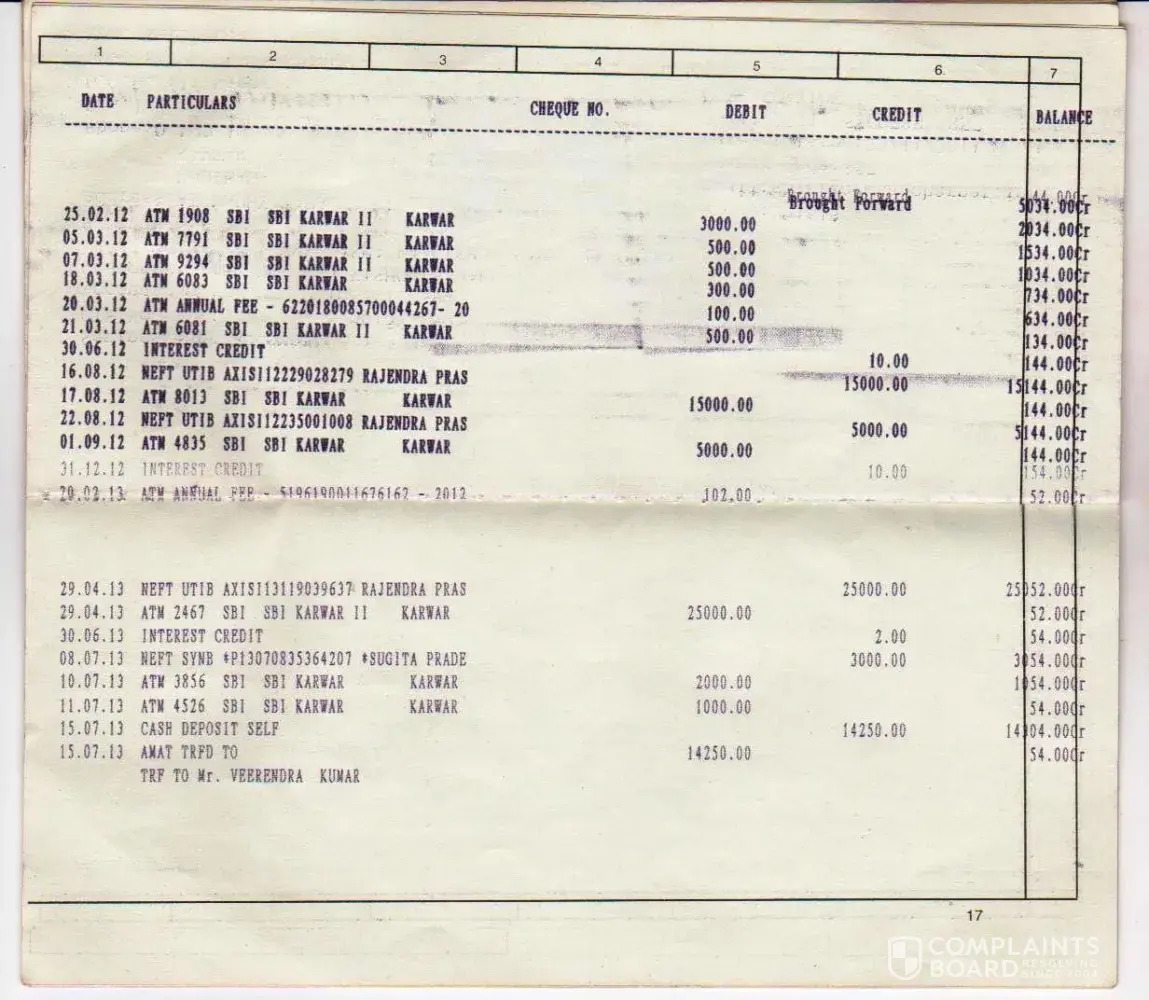 1 2 3 4 5 6 7
DATE PARTICULARS CHEQUE NO. DEBIT CREDIT BALANCE
Brought Forward 44.00Cr
Brought Forward 5034.00Cr
25.02.12 ATM 1908 SBI SBI KARWAR II KARWAR 3000.00 2034.00Cr
05.03.12 ATM 7791 SBI SBI KARWAR II KARWAR 500.00 1534.00Cr
07.03.12 ATM 9294 SBI SBI KARWAR II KARWAR 500.00 1034.00Cr
18.03.12 ATM 6083 SBI SBI KARWAR KARWAR 300.00 734.00Cr
20.03.12 ATM ANNUAL FEE - 6220180085700044267- 20 100.00 634.00Cr
21.03.12 ATM 6081 SBI SBI KARWAR II KARWAR 500.00 134.00Cr
30.06.12 INTEREST CREDIT 10.00 144.00Cr
16.08.12 NEFT UTIB AXISI12229028279 RAJENDRA PRAS 15000.00 15144.00Cr
17.08.12 ATM 8013 SBI SBI KARWAR KARWAR 15000.00 144.00Cr
22.08.12 NEFT UTIB AXISI12235001008 RAJENDRA PRAS 5000.00 5144.00Cr
01.09.12 ATM 4835 SBI SBI KARWAR KARWAR 5000.00 144.00Cr
31.12.12 INTEREST CREDIT 10.00 154.00Cr
20.02.13 ATM ANNUAL FEE - 5196190011676162 - 2012 102.00 52.00Cr
29.04.13 NEFT UTIB AXISI13119039637 RAJENDRA PRAS 25000.00 25052.00Cr
29.04.13 ATM 2467 SBI SBI KARWAR II KARWAR 25000.00 52.00Cr
30.06.13 INTEREST CREDIT 2.00 54.00Cr
08.07.13 NEFT SYNB *P13070835364207 *SUGITA PRADE 3000.00 3054.00Cr
10.07.13 ATM 3856 SBI SBI KARWAR KARWAR 2000.00 1054.00Cr
11.07.13 ATM 4526 SBI SBI KARWAR KARWAR 1000.00 54.00Cr
15.07.13 CASH DEPOSIT SELF 14250.00 14304.00Cr
15.07.13 AMAT TRFD TO 14250.00 54.00Cr
TRF TO Mr. VEERENDRA KUMAR
17
COMPLAINTS
BOARD RESOLVING SINCE 2004